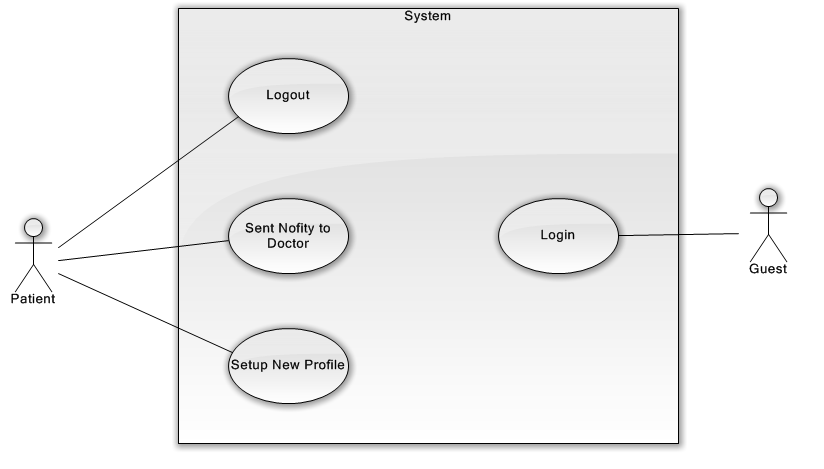 System
Logout
Sent Nofity to
Doctor
Login
Patient
Guest
Setup New Profile